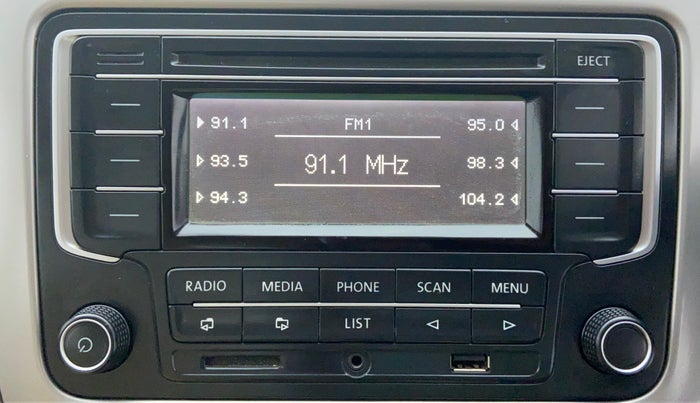 EJECT
91.1 FM1 95.0
93.5 91.1 MHz 98.3
94.3 104.2
RADIO MEDIA PHONE SCAN MENU
LIST